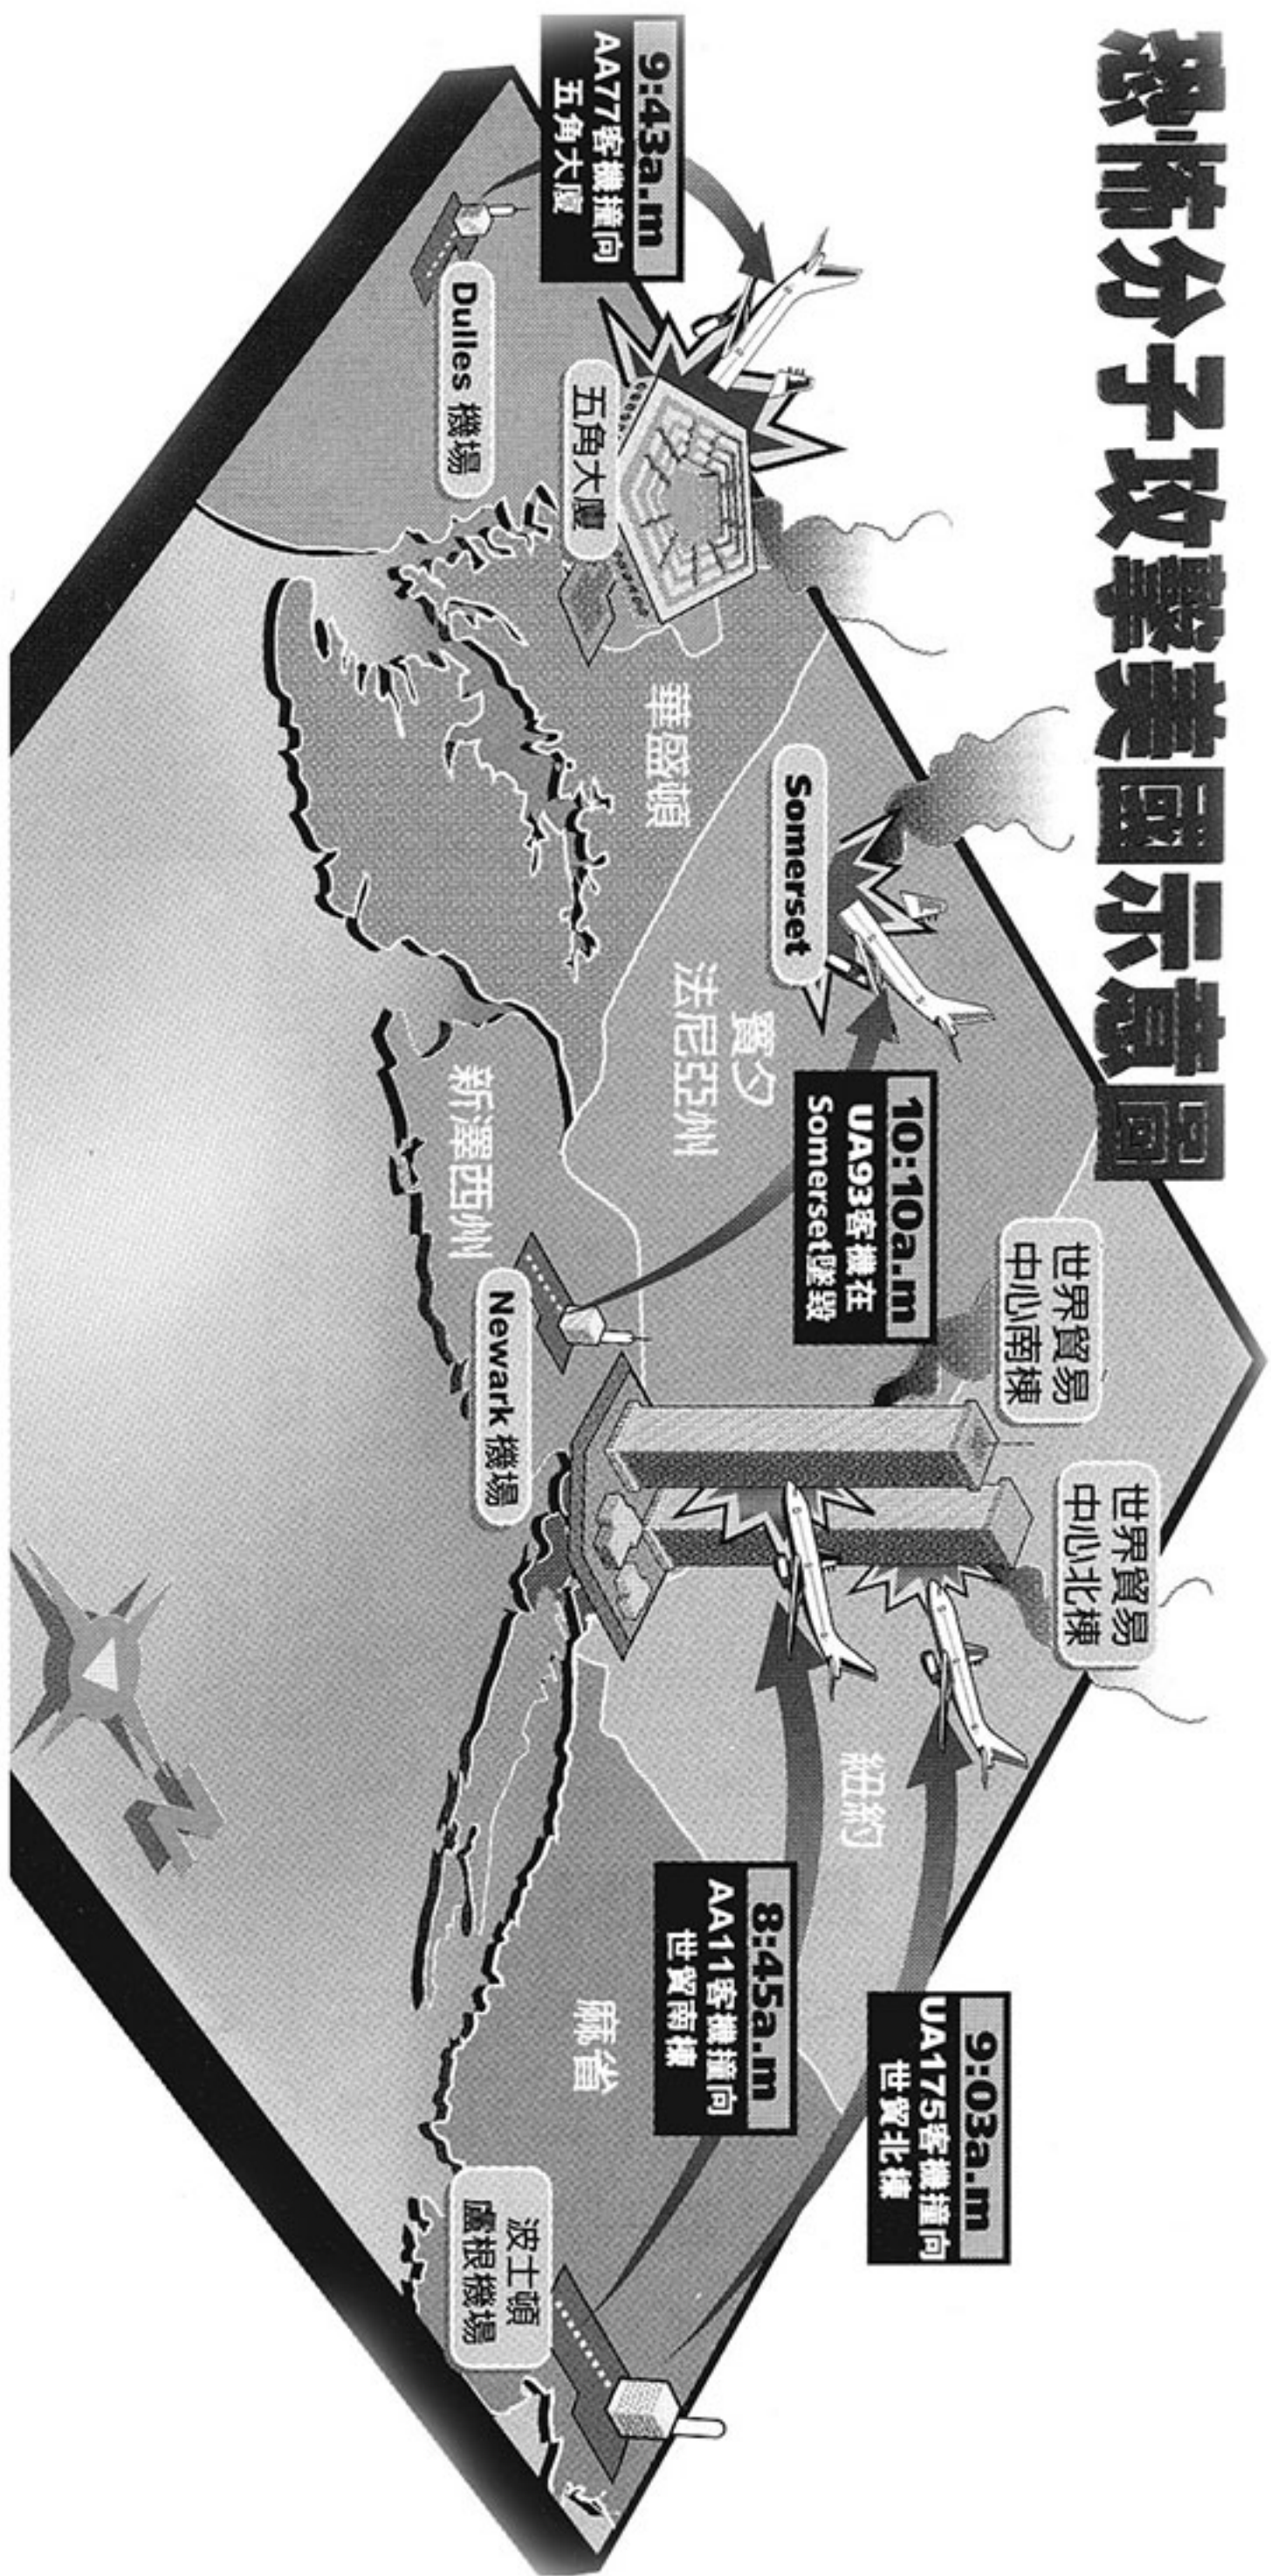 恐怖分子攻擊美國示意圖
9:43a.m
AA77客機撞向
五角大廈
Dulles 機場
五角大廈
華盛頓
Somerset
賓夕
法尼亞州
10:10a.m
UA93客機在
Somerset墜毀
新澤西州
Newark 機場
世界貿易
中心南棟
世界貿易
中心北棟
紐約
8:45a.m
AA11客機撞向
世貿南棟
9:03a.m
UA175客機撞向
世貿北棟
麻省
波士頓
盧根機場
N